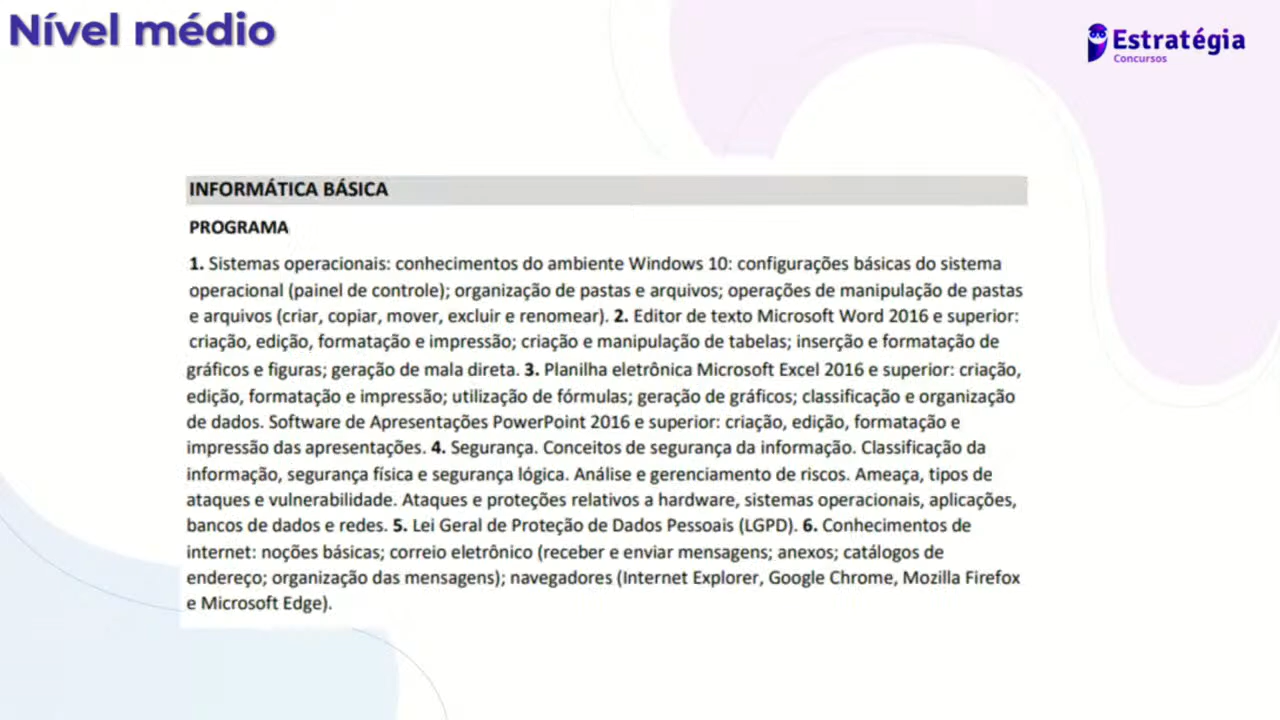 Nível médio
Estratégia
Concursos
INFORMÁTICA BÁSICA
PROGRAMA
1. Sistemas operacionais: conhecimentos do ambiente Windows 10: configurações básicas do sistema
operacional (painel de controle); organização de pastas e arquivos; operações de manipulação de pastas
e arquivos (criar, copiar, mover, excluir e renomear). 2. Editor de texto Microsoft Word 2016 e superior:
criação, edição, formatação e impressão; criação e manipulação de tabelas; inserção e formatação de
gráficos e figuras; geração de mala direta. 3. Planilha eletrônica Microsoft Excel 2016 e superior: criação,
edição, formatação e impressão; utilização de fórmulas; geração de gráficos; classificação e organização
de dados. Software de Apresentações PowerPoint 2016 e superior: criação, edição, formatação e
impressão das apresentações. 4. Segurança. Conceitos de segurança da informação. Classificação da
informação, segurança física e segurança lógica. Análise e gerenciamento de riscos. Ameaça, tipos de
ataques e vulnerabilidade. Ataques e proteções relativos a hardware, sistemas operacionais, aplicações,
bancos de dados e redes. 5. Lei Geral de Proteção de Dados Pessoais (LGPD). 6. Conhecimentos de
internet: noções básicas; correio eletrônico (receber e enviar mensagens; anexos; catálogos de
endereço; organização das mensagens); navegadores (Internet Explorer, Google Chrome, Mozilla Firefox
e Microsoft Edge).